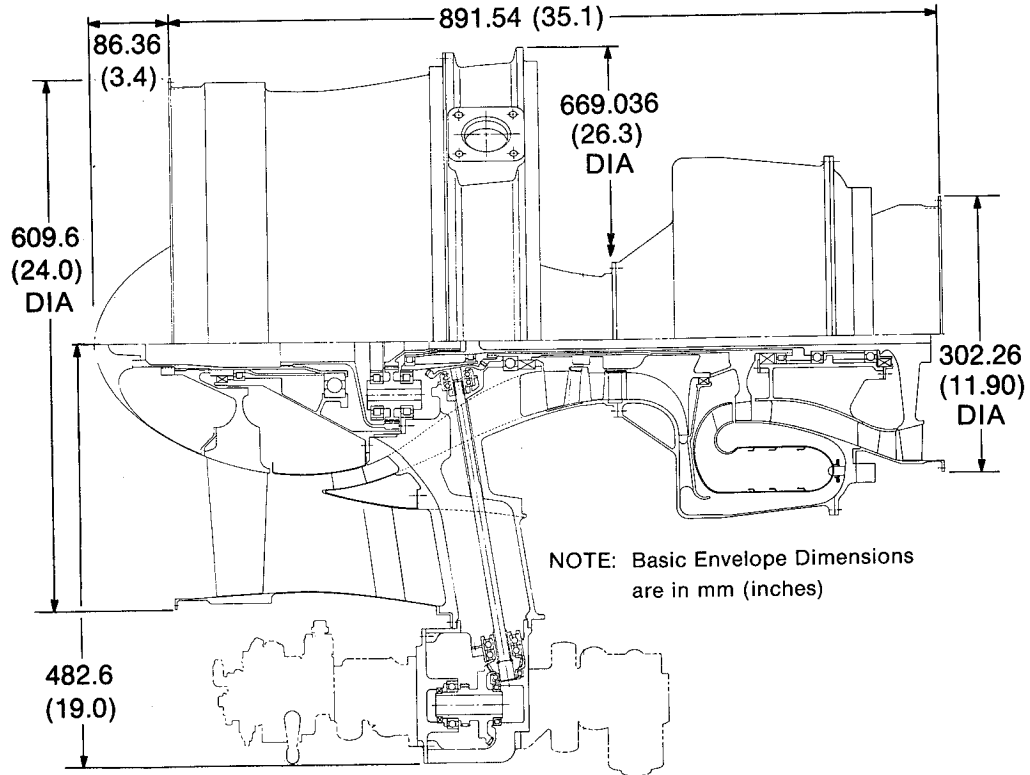 891.54 (35.1)
86.36
(3.4)
669.036
(26.3)
DIA
609.6
(24.0)
DIA
302.26
(11.90)
DIA
NOTE: Basic Envelope Dimensions
are in mm (inches)
482.6
(19.0)